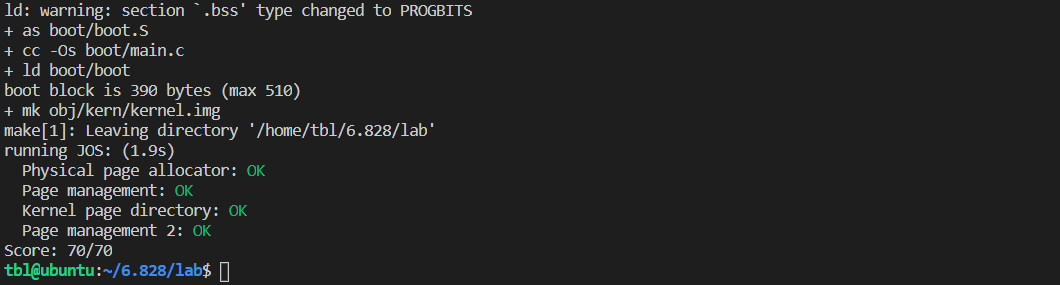 ld: warning: section `.bss' type changed to PROGBITS
+ as boot/boot.S
+ cc -Os boot/main.c
+ ld boot/boot
boot block is 390 bytes (max 510)
+ mk obj/kern/kernel.img
make[1]: Leaving directory '/home/tbl/6.828/lab'
running JOS: (1.9s)
  Physical page allocator: OK
  Page management: OK
  Kernel page directory: OK
  Page management 2: OK
Score: 70/70
tbl@ubuntu:~/6.828/lab$